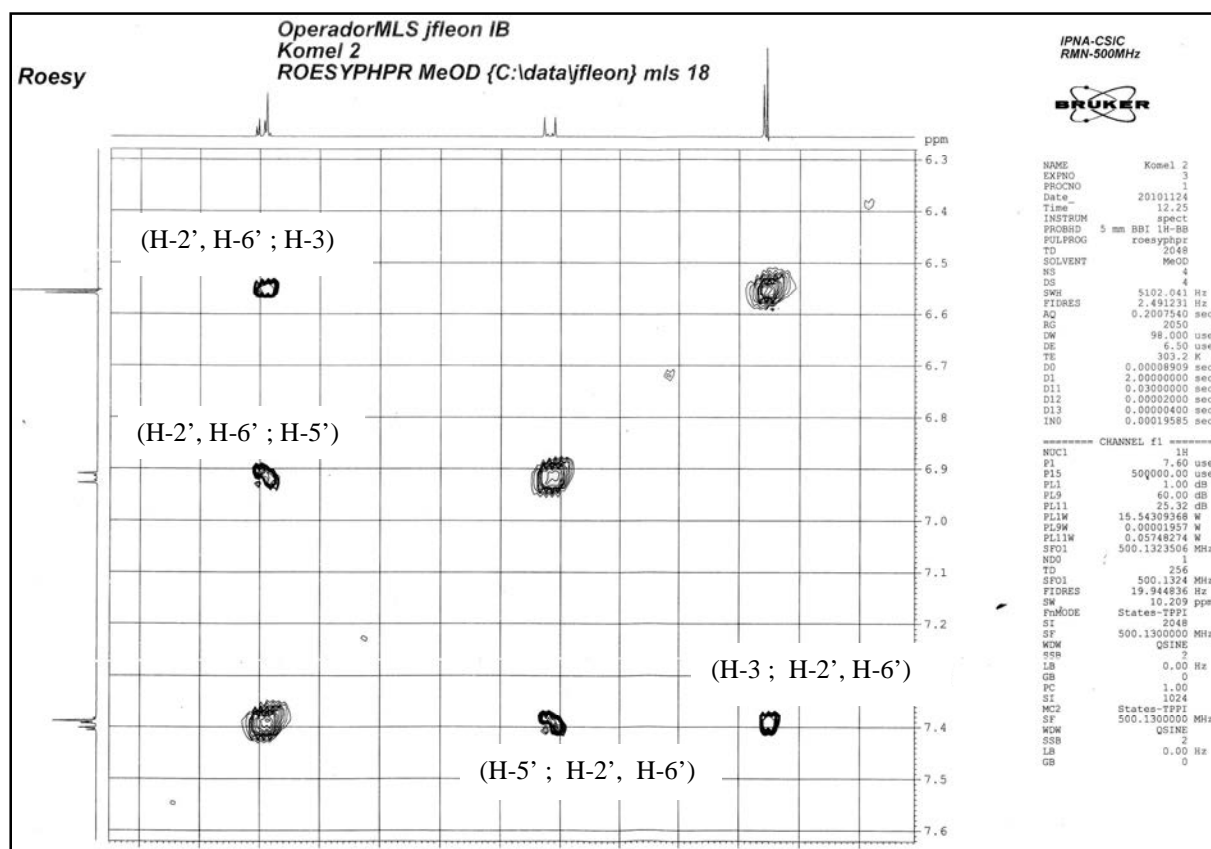 OperadorMLS jfleon IB
Komel 2
ROESYPHPR MeOD {C:\data\jfleon} mls 18
Roesy
IPNA-CSIC
RMN-500MHz
BRUKER
ppm
6.3
6.4
6.5
6.6
6.7
6.8
6.9
7.0
7.1
7.2
7.3
7.4
7.5
7.6
(H-2’, H-6’ ; H-3)
(H-2’, H-6’ ; H-5’)
(H-3 ; H-2’, H-6’)
(H-5’ ; H-2’, H-6’)
NAME Komel 2
EXPNO 3
PROCNO 1
Date_ 20101124
Time 12.25
INSTRUM spect
PROBHD 5 mm BBI 1H-BB
PULPROG roesyphpr
TD 2048
SOLVENT MeOD
NS 4
DS 4
SWH 5102.041 Hz
FIDRES 2.491231 Hz
AQ 0.2007540 sec
RG 2050
DW 98.000 use
DE 6.50 use
TE 303.2 K
D0 0.00008909 sec
D1 2.00000000 sec
D11 0.03000000 sec
D12 0.00002000 sec
D13 0.00000400 sec
IN0 0.00019585 sec
======== CHANNEL f1 ========
NUC1 1H
P1 7.60 use
P15 500000.00 use
PL1 1.00 dB
PL9 60.00 dB
PL11 25.32 dB
PL1W 15.54309368 W
PL9W 0.00001957 W
PL11W 0.05748274 W
SFO1 500.1323506 MHz
ND0 1
TD 256
SFO1 500.1324 MHz
FIDRES 19.944836 Hz
SW 10.209 ppm
FnMODE States-TPPI
SI 2048
SF 500.1300000 MHz
WDW QSINE
SSB 2
LB 0.00 Hz
GB 0
PC 1.00
SI 1024
MC2 States-TPPI
SF 500.1300000 MHz
WDW QSINE
SSB 2
LB 0.00 Hz
GB 0